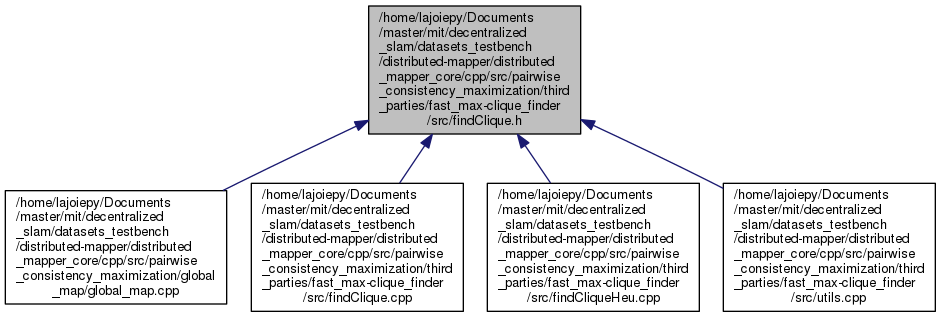 /home/lajoiepy/Documents
/master/mit/decentralized
_slam/datasets_testbench
/distributed-mapper/distributed
_mapper_core/cpp/src/pairwise
_consistency_maximization/third
_parties/fast_max-clique_finder
/src/findClique.h
/home/lajoiepy/Documents
/master/mit/decentralized
_slam/datasets_testbench
/distributed-mapper/distributed
_mapper_core/cpp/src/pairwise
_consistency_maximization/global
_map/global_map.cpp
/home/lajoiepy/Documents
/master/mit/decentralized
_slam/datasets_testbench
/distributed-mapper/distributed
_mapper_core/cpp/src/pairwise
_consistency_maximization/third
_parties/fast_max-clique_finder
/src/findClique.cpp
/home/lajoiepy/Documents
/master/mit/decentralized
_slam/datasets_testbench
/distributed-mapper/distributed
_mapper_core/cpp/src/pairwise
_consistency_maximization/third
_parties/fast_max-clique_finder
/src/findCliqueHeu.cpp
/home/lajoiepy/Documents
/master/mit/decentralized
_slam/datasets_testbench
/distributed-mapper/distributed
_mapper_core/cpp/src/pairwise
_consistency_maximization/third
_parties/fast_max-clique_finder
/src/utils.cpp